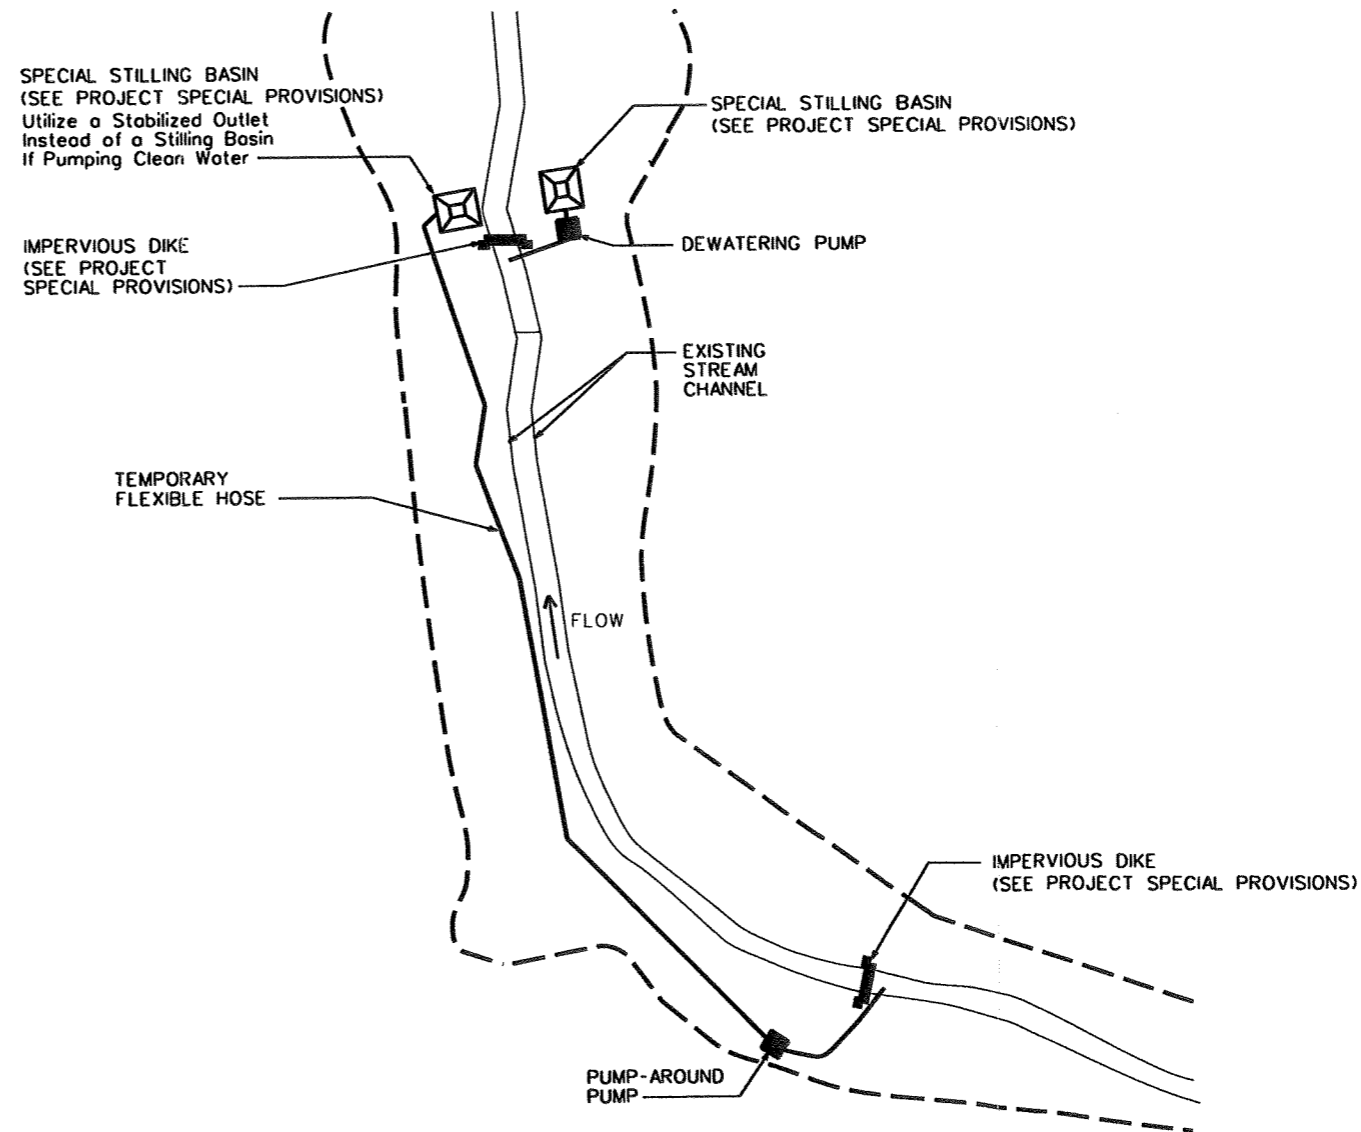 SPECIAL STILLING BASIN
(SEE PROJECT SPECIAL PROVISIONS)
Utilize a Stabilized Outlet
Instead of a Stilling Basin
If Pumping Clean Water
SPECIAL STILLING BASIN
(SEE PROJECT SPECIAL PROVISIONS)
IMPERVIOUS DIKE
(SEE PROJECT
SPECIAL PROVISIONS)
DEWATERING PUMP
EXISTING
STREAM
CHANNEL
TEMPORARY
FLEXIBLE HOSE
FLOW
IMPERVIOUS DIKE
(SEE PROJECT SPECIAL PROVISIONS)
PUMP-AROUND
PUMP